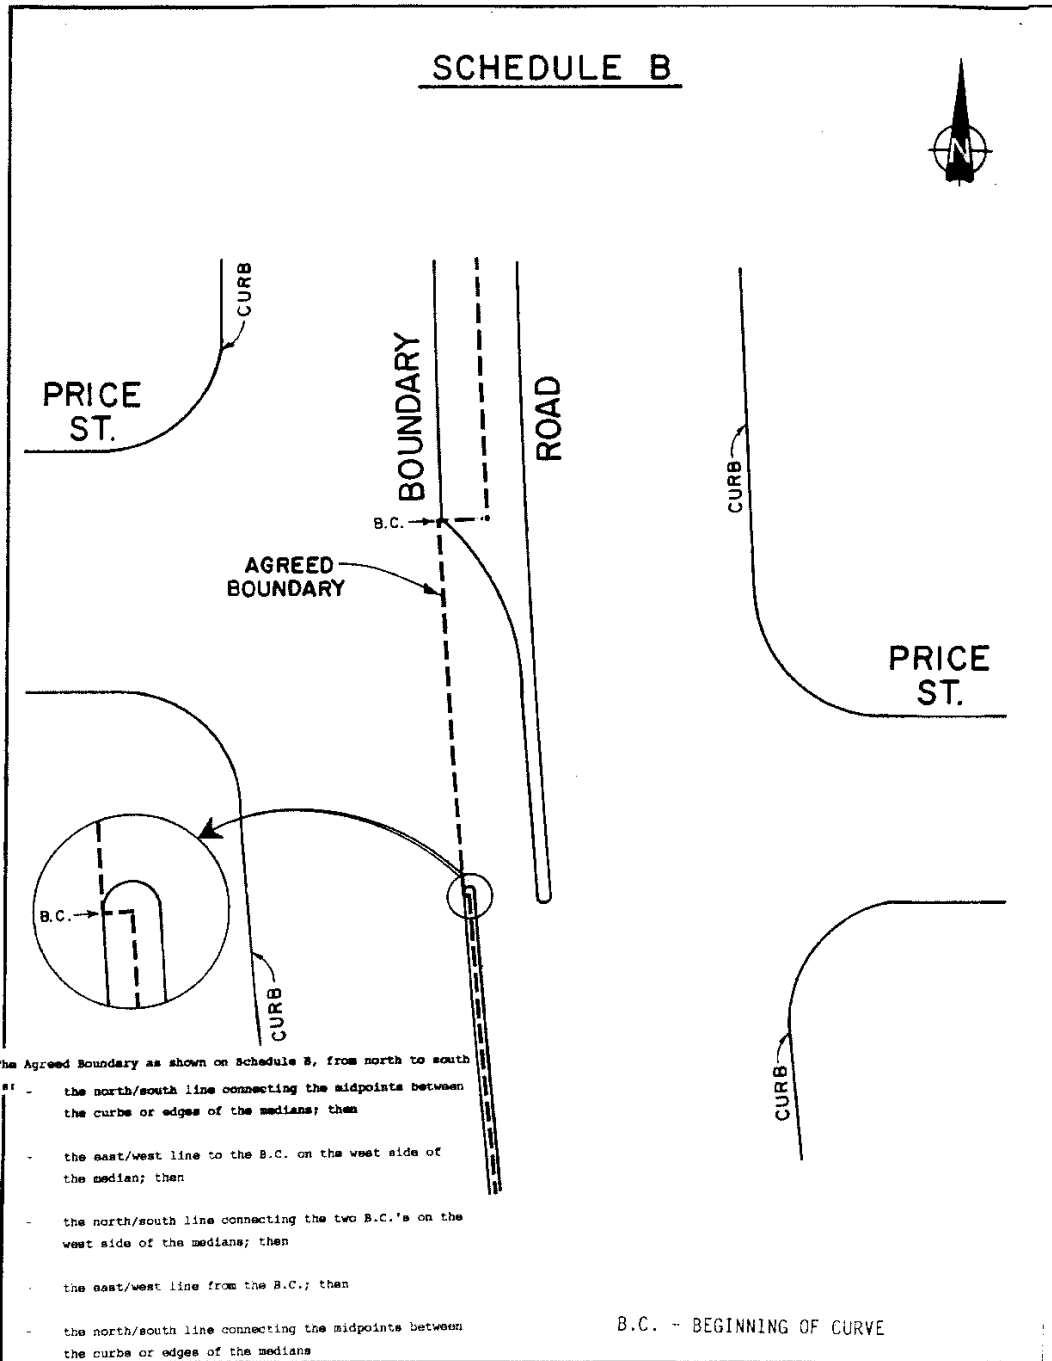 SCHEDULE B
N
CURB
PRICE
ST.
BOUNDARY
ROAD
CURB
B.C.
AGREED
BOUNDARY
PRICE
ST.
B.C.
CURB
CURB
Agreed Boundary as shown on Schedule B, from north to south
- the north/south line connecting the midpoints between
the curbs or edges of the medians; then
- the east/west line to the B.C. on the west side of
the median; then
- the north/south line connecting the two B.C.'s on the
west side of the medians; then
- the east/west line from the B.C.; then
- the north/south line connecting the midpoints between
the curbs or edges of the medians
B.C. - BEGINNING OF CURVE